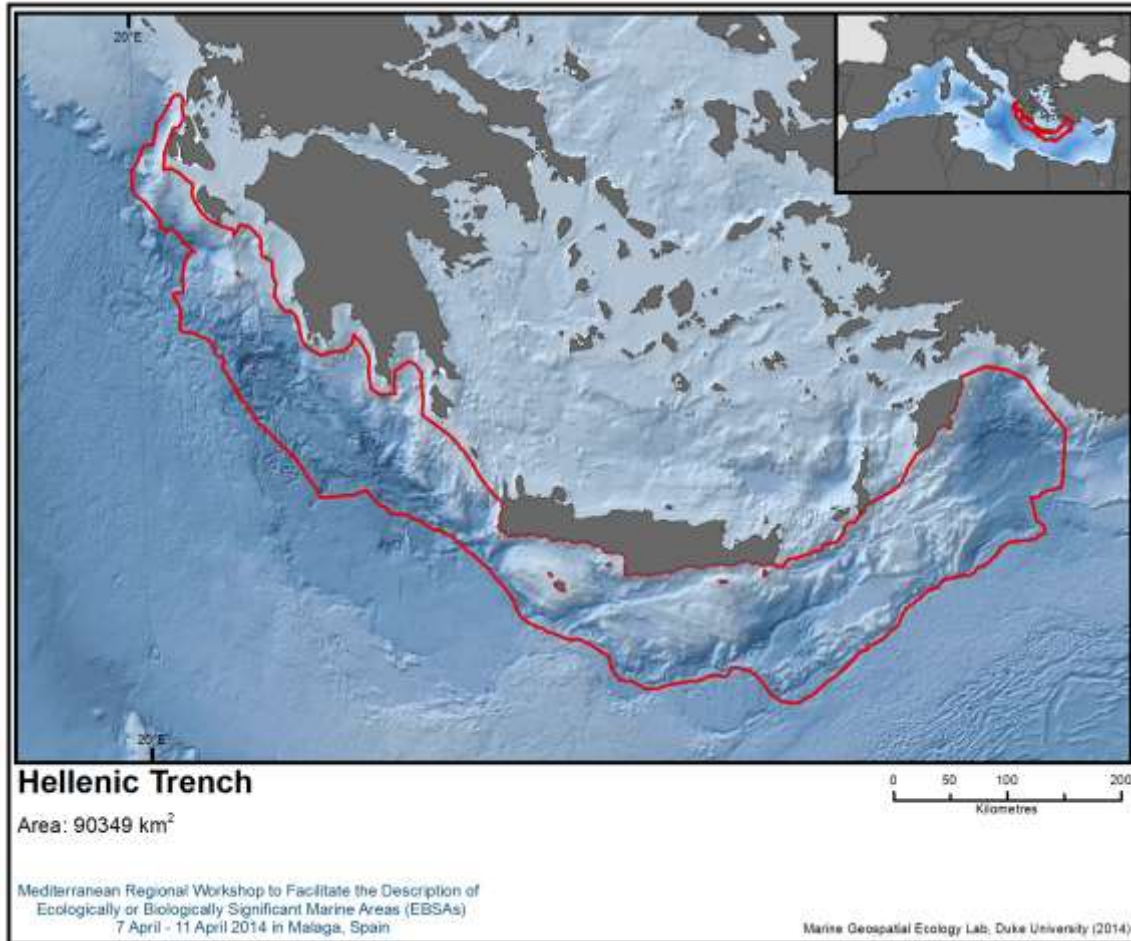 20°E
20°E
Hellenic Trench
Area: 90349 km²
0 50 100 200
Kilometres
Mediterranean Regional Workshop to Facilitate the Description of
Ecologically or Biologically Significant Marine Areas (EBSAs)
7 April - 11 April 2014 in Malaga, Spain
Marine Geospatial Ecology Lab, Duke University (2014)